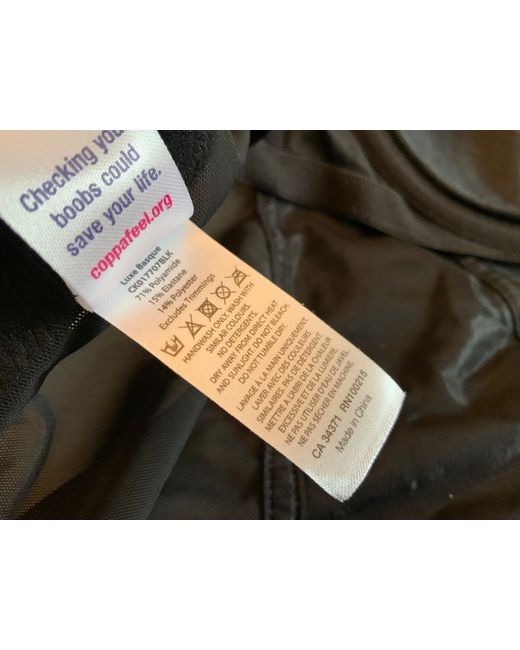 Checking your
boobs could
save your life.
coppafeel.org
Luxe Basque
CK017707BLK
71% Polyamide
15% Elastane
14% Polyester
Excludes Trimmings
HANDWASH ONLY WASH WITH
SIMILAR COLOURS.
NO DETERGENTS.
DRY AWAY FROM DIRECT HEAT
AND SUNLIGHT DO NOT BLEACH.
DO NOT TUMBLE DRY.
LAVAGE À LA MAIN UNIQUEMENT
LAVER AVEC DES COULEURS
SIMILAIRES PAS DE DETERGENT
METTRE A L'ABRI DE LA CHALEUR
EXCESSIVE ET DE LA LUMIERE
NE PAS UTILISER D'EAU DE JAVEL
NE PAS SÉCHER EN MACHINE
CA 34371 RN100215
Made in China